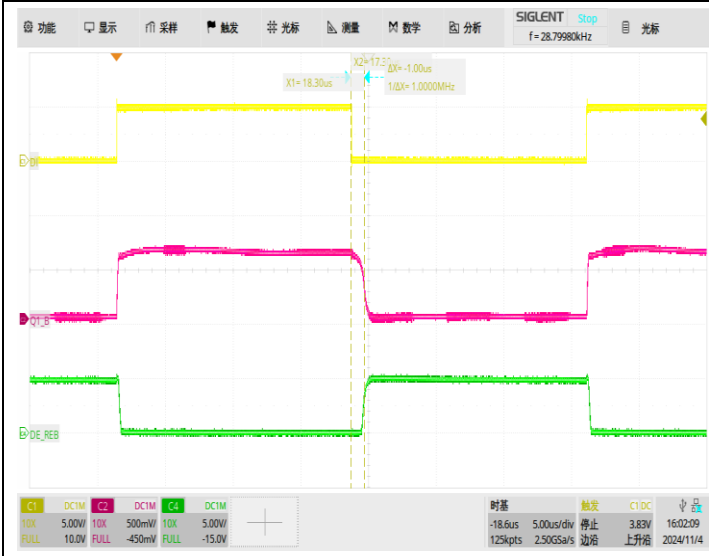 功能 显示 采样 触发 光标 测量 数学 分析 SIGLENT Stop 光标
f = 28.79980kHz
X2=17.3
ΔX= -1.00us
X1= 18.30us
1/ΔX= 1.0000MHz
DI
Q1_B
DE_REB
C1 DC1M C2 DC1M C4 DC1M 时基 触发 C1 DC
10X 5.00V/ 10X 500mV/ 10X 5.00V/ -18.6us 5.00us/div 停止 3.83V 16:02:09
FULL 10.0V FULL -450mV FULL -15.0V 125kpts 2.50GSa/s 边沿 上升沿 2024/11/4